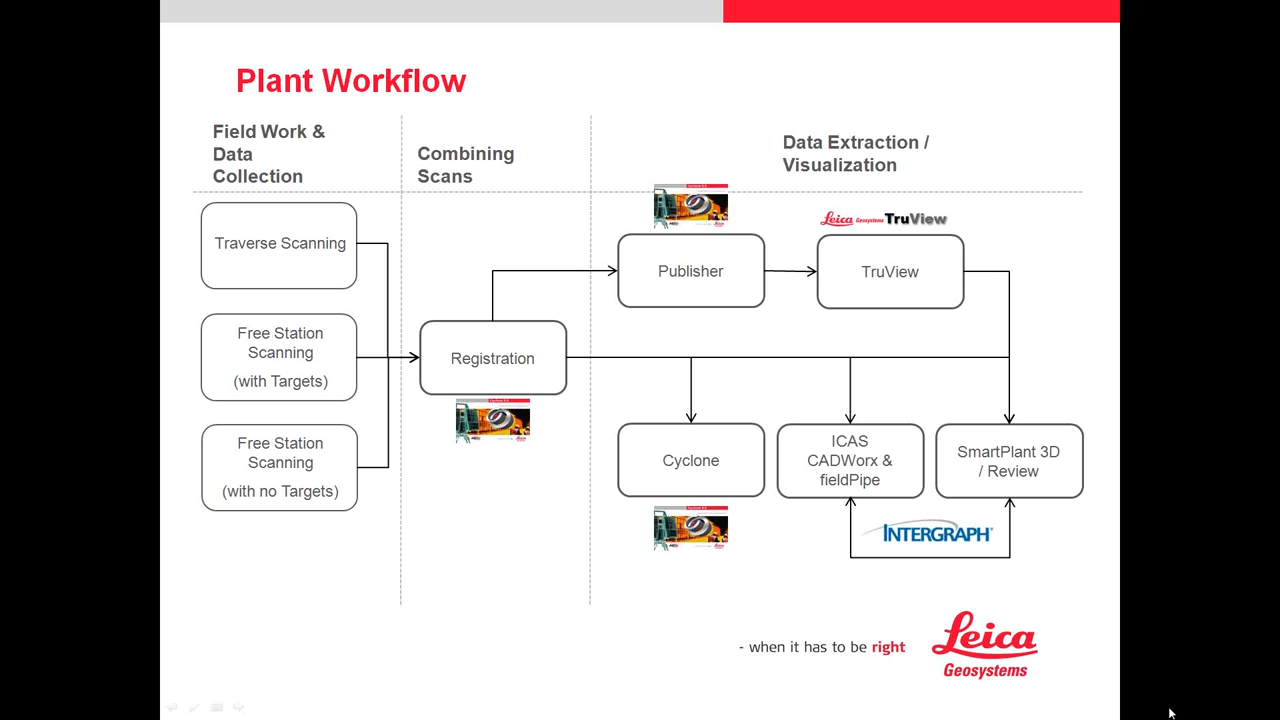 Plant Workflow
Field Work &
Data
Collection
Combining
Scans
Data Extraction /
Visualization
Traverse Scanning
Free Station
Scanning
(with Targets)
Free Station
Scanning
(with no Targets)
Registration
Publisher
Leica Geosystems TruView
TruView
Cyclone
ICAS
CADWorx &
fieldPipe
SmartPlant 3D
/ Review
INTERGRAPH
- when it has to be right
Leica
Geosystems